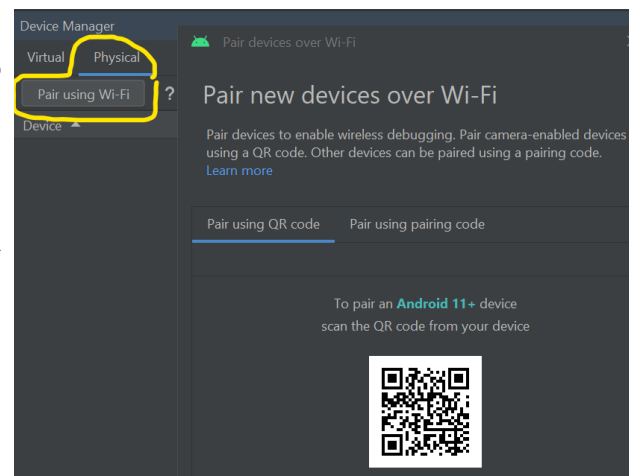 Device Manager
Virtual
Physical
Pair using Wi-Fi
?
Device
Pair devices over Wi-Fi
Pair new devices over Wi-Fi
Pair devices to enable wireless debugging. Pair camera-enabled devices
using a QR code. Other devices can be paired using a pairing code.
Learn more
Pair using QR code
Pair using pairing code
To pair an Android 11+ device
scan the QR code from your device